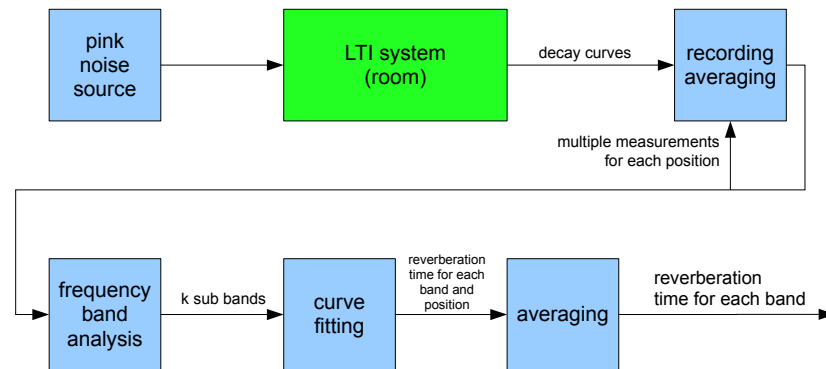 pink
noise
source
LTI system
(room)
decay curves
recording
averaging
multiple measurements
for each position
frequency
band
analysis
k sub bands
curve
fitting
reverberation
time for each
band and
position
averaging
reverberation
time for each band